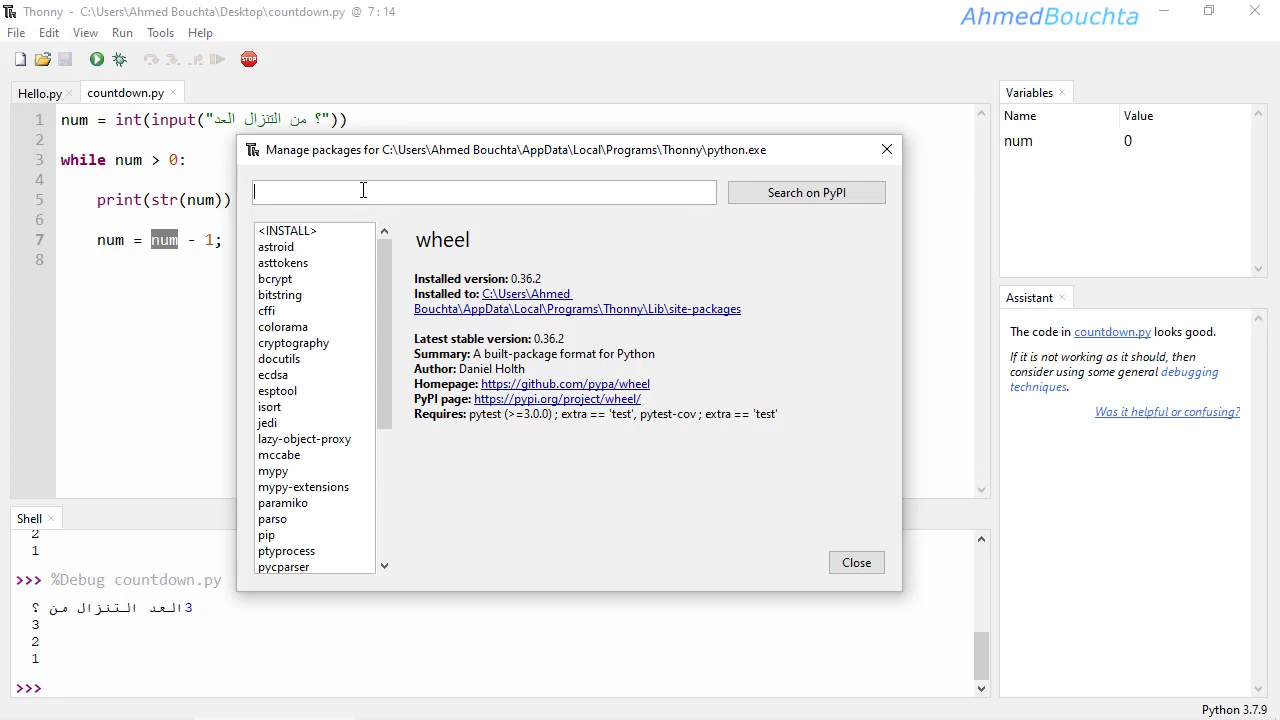 Thonny - C:\Users\Ahmed Bouchta\Desktop\countdown.py @ 7 : 14
AhmedBouchta
File Edit View Run Tools Help
STOP
Hello.py countdown.py
1 num = int(input("؟ من التنزال الحد"))
2
3 while num > 0:
4
5 print(str(num))
6
7 num = num - 1;
8
Manage packages for C:\Users\Ahmed Bouchta\AppData\Local\Programs\Thonny\python.exe
Search on PyPI
<INSTALL>
astroid
asttokens
bcrypt
bitstring
cffi
colorama
cryptography
docutils
ecdsa
esptool
isort
jedi
lazy-object-proxy
mccabe
mypy
mypy-extensions
paramiko
parso
pip
ptyprocess
pycparser
wheel
Installed version: 0.36.2
Installed to: C:\Users\Ahmed
Bouchta\AppData\Local\Programs\Thonny\Lib\site-packages
Latest stable version: 0.36.2
Summary: A built-package format for Python
Author: Daniel Holth
Homepage: https://github.com/pypa/wheel
PyPI page: https://pypi.org/project/wheel/
Requires: pytest (>=3.0.0) ; extra == 'test', pytest-cov ; extra == 'test'
Close
Variables
Name Value
num 0
Assistant
The code in countdown.py looks good.
If it is not working as it should, then
consider using some general debugging
techniques.
Was it helpful or confusing?
Shell
2
1
>>> %Debug countdown.py
العد التنزال من ؟3
3
2
1
>>>
Python 3.7.9